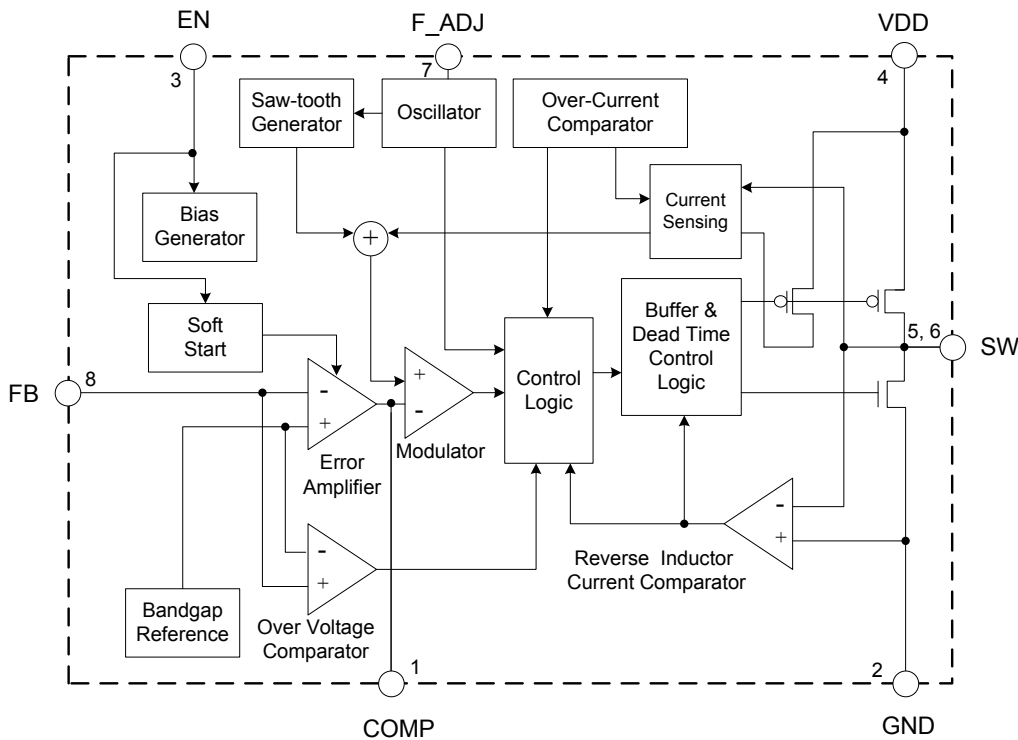 EN
F_ADJ
VDD
3
7
4
Saw-tooth
Generator
Oscillator
Over-Current
Comparator
Bias
Generator
Current
Sensing
+
Soft
Start
Buffer &
Dead Time
Control
Logic
5, 6
SW
FB
8
-
+
Error
Amplifier
+
-
Modulator
Control
Logic
-
+
Reverse Inductor
Current Comparator
-
+
Over Voltage
Comparator
Bandgap
Reference
1
COMP
2
GND